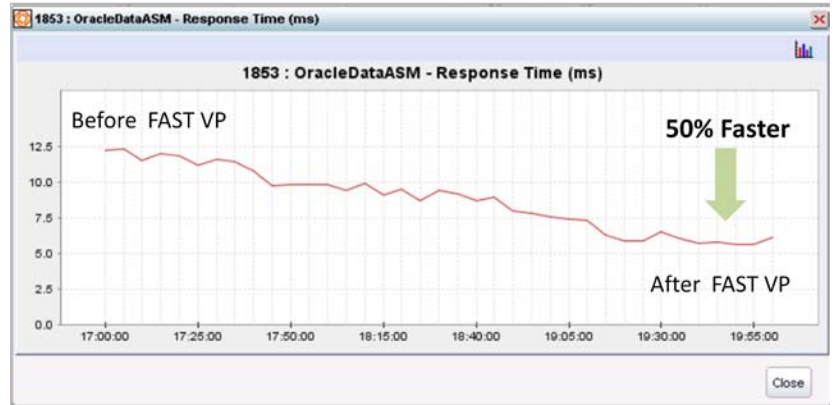 1853 : OracleDataASM - Response Time (ms)
1853 : OracleDataASM - Response Time (ms)
Before FAST VP
50% Faster
12.5
10.0
7.5
5.0
2.5
0.0
After FAST VP
17:00:00 17:25:00 17:50:00 18:15:00 18:40:00 19:05:00 19:30:00 19:55:00
Close